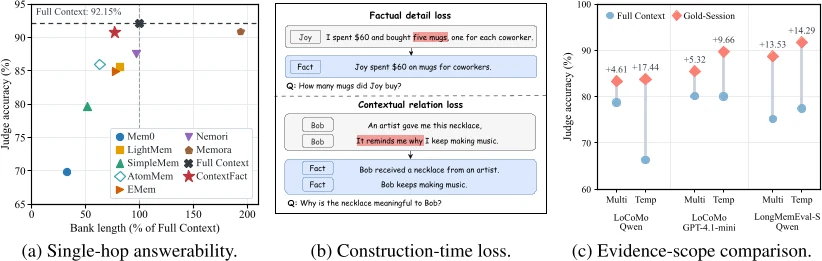 Full Context: 92.15%
Judge accuracy (%)
95
90
85
80
75
70
65
0
50
100
150
200
Bank length (% of Full Context)
Mem0
LightMem
SimpleMem
AtomMem
EMem
Nemori
Memora
Full Context
ContextFact
(a) Single-hop answerability.
Factual detail loss
Joy I spent $60 and bought five mugs, one for each coworker.
Fact Joy spent $60 on mugs for coworkers.
Q: How many mugs did Joy buy?
Contextual relation loss
Bob An artist gave me this necklace,
Bob It reminds me why I keep making music.
Fact Bob received a necklace from an artist.
Fact Bob keeps making music.
Q: Why is the necklace meaningful to Bob?
(b) Construction-time loss.
Full Context Gold-Session
Judge accuracy (%)
100
90
80
70
60
+4.61
+17.44
+5.32
+9.66
+13.53
+14.29
Multi Temp Multi Temp Multi Temp
LoCoMo LoCoMo LongMemEval-S
Qwen GPT-4.1-mini Qwen
(c) Evidence-scope comparison.